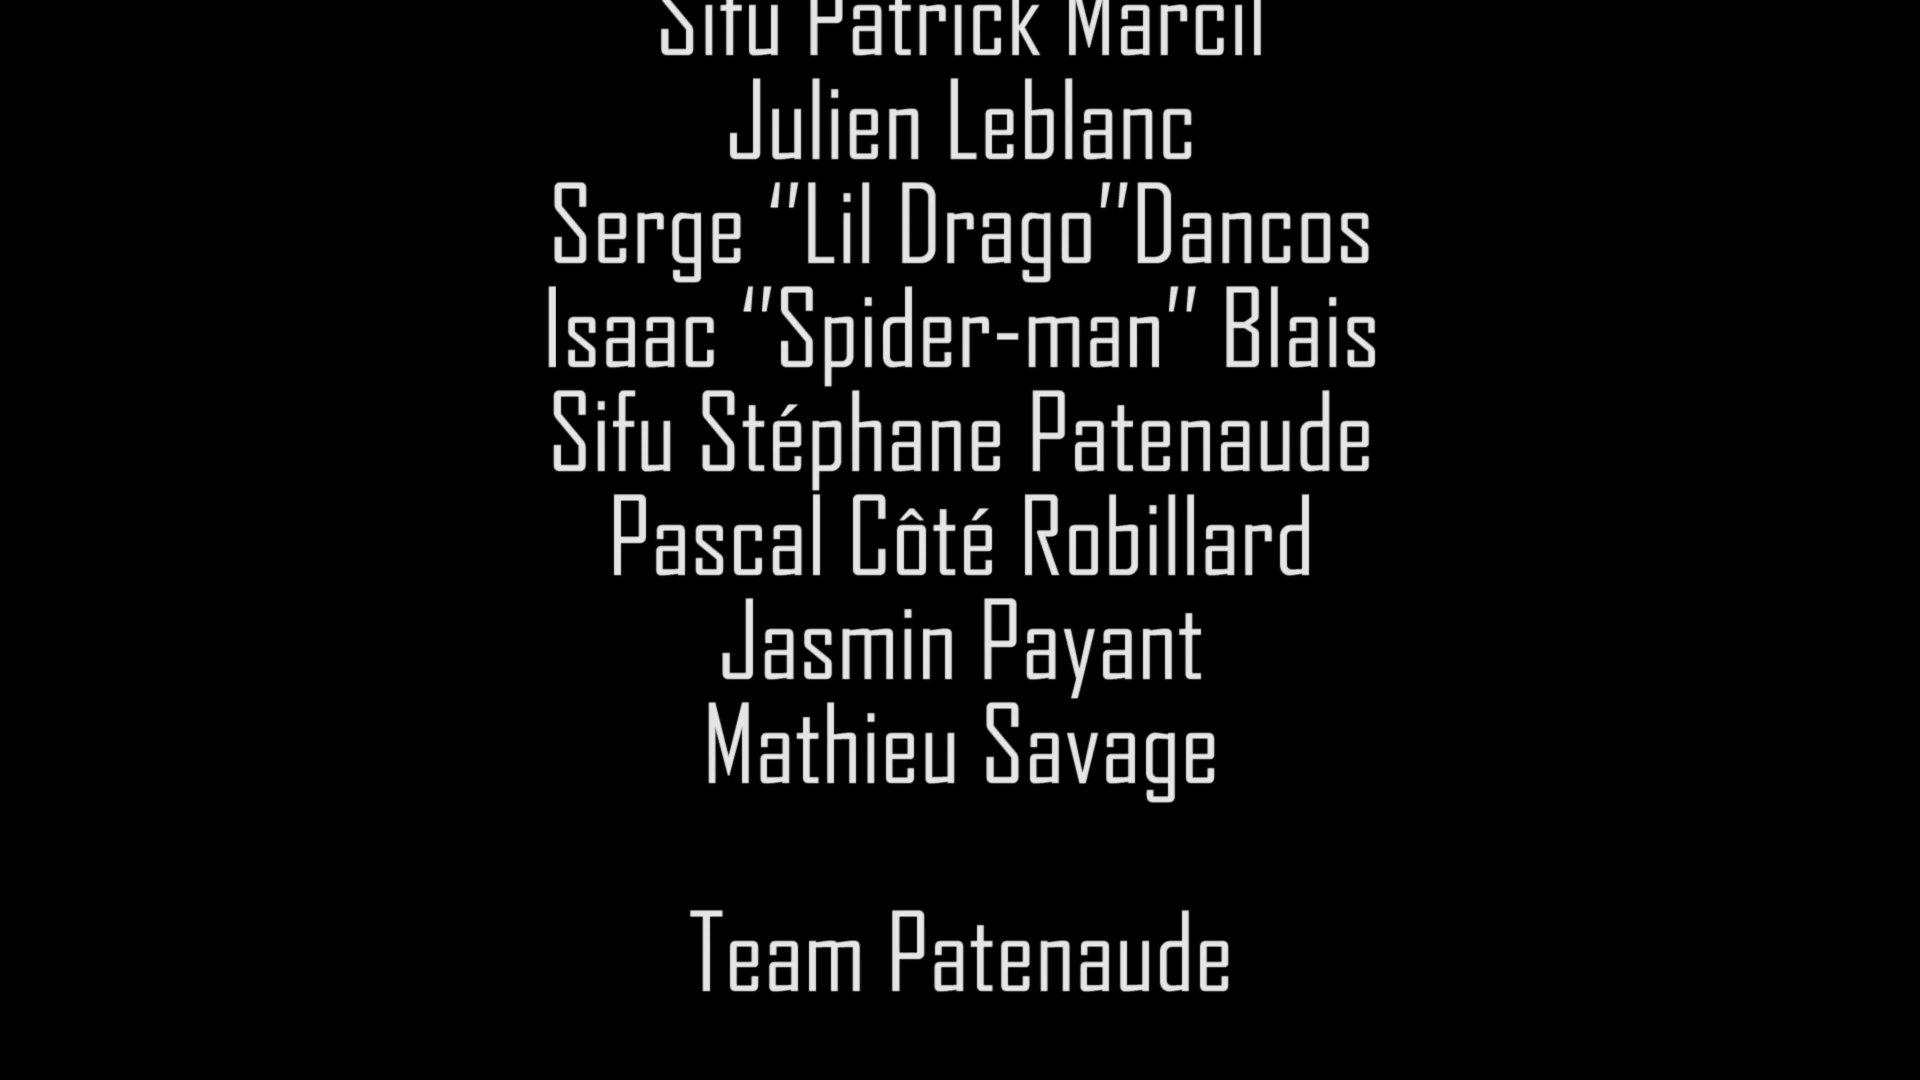 Sifu Patrick Marcil
Julien Leblanc
Serge "Lil Drago"Dancos
Isaac "Spider-man" Blais
Sifu Stéphane Patenaude
Pascal Côté Robillard
Jasmin Payant
Mathieu Savage
Team Patenaude